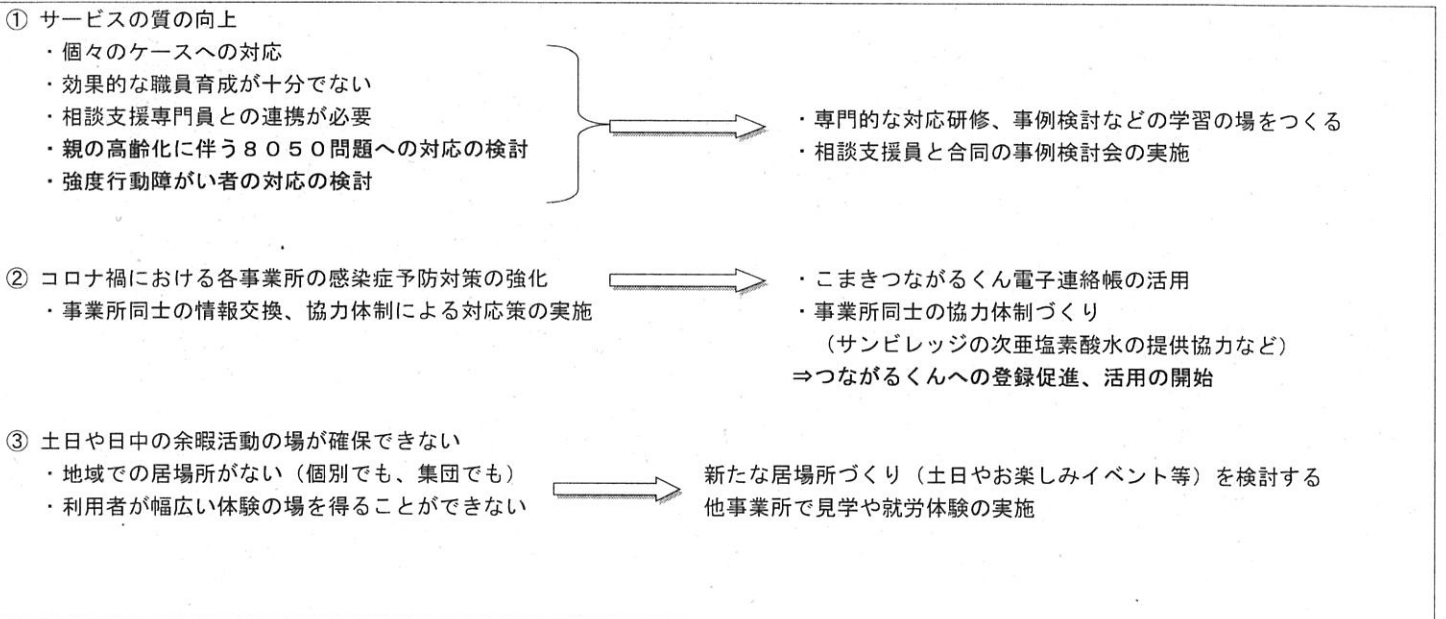 ① サービスの質の向上
・個々のケースへの対応
・効果的な職員育成が十分でない
・相談支援専門員との連携が必要
・親の高齢化に伴う８０５０問題への対応の検討
・強度行動障がい者の対応の検討
・専門的な対応研修、事例検討などの学習の場をつくる
・相談支援員と合同の事例検討会の実施
② コロナ禍における各事業所の感染症予防対策の強化
・事業所同士の情報交換、協力体制による対応策の実施
・こまきつながるくん電子連絡帳の活用
・事業所同士の協力体制づくり
（サンビレッジの次亜塩素酸水の提供協力など）
⇒つながるくんへの登録促進、活用の開始
③ 土日や日中の余暇活動の場が確保できない
・地域での居場所がない（個別でも、集団でも）
・利用者が幅広い体験の場を得ることができない
新たな居場所づくり（土日やお楽しみイベント等）を検討する
他事業所で見学や就労体験の実施